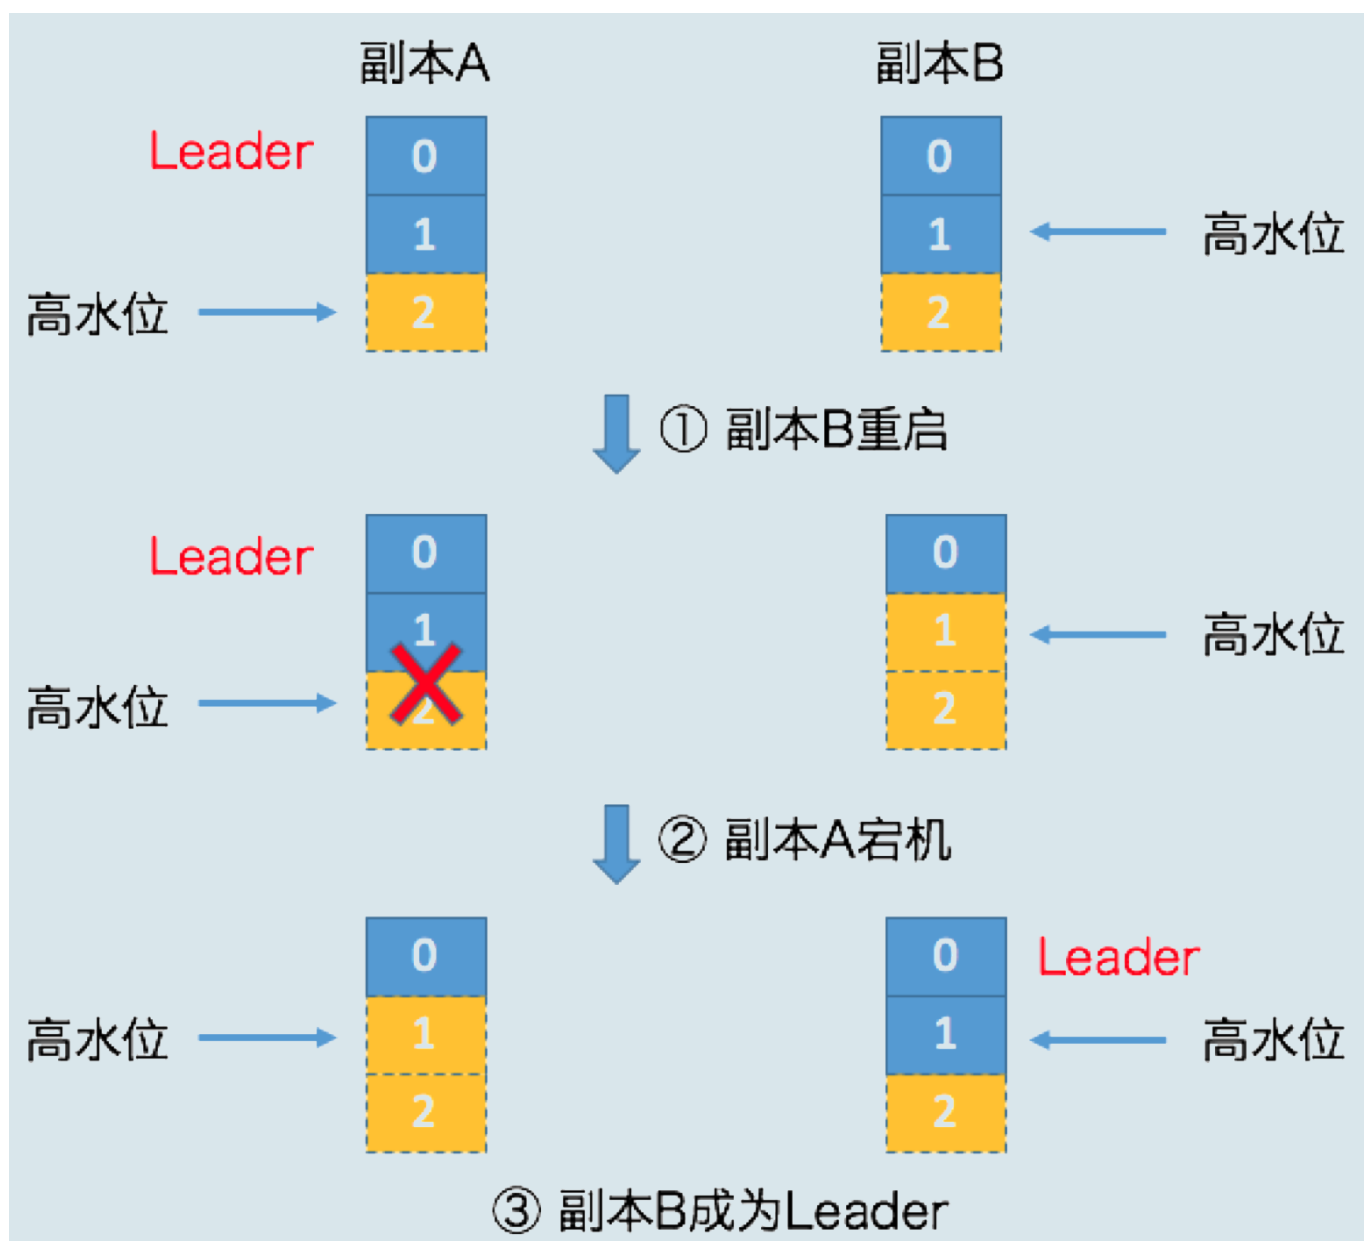 副本A 副本B
Leader 0 0
1 1 高水位
高水位 2 2
① 副本B重启
Leader 0 0
1 1 高水位
高水位 2 2
② 副本A宕机
0 0 Leader
高水位 1 1 高水位
2 2
③ 副本B成为Leader